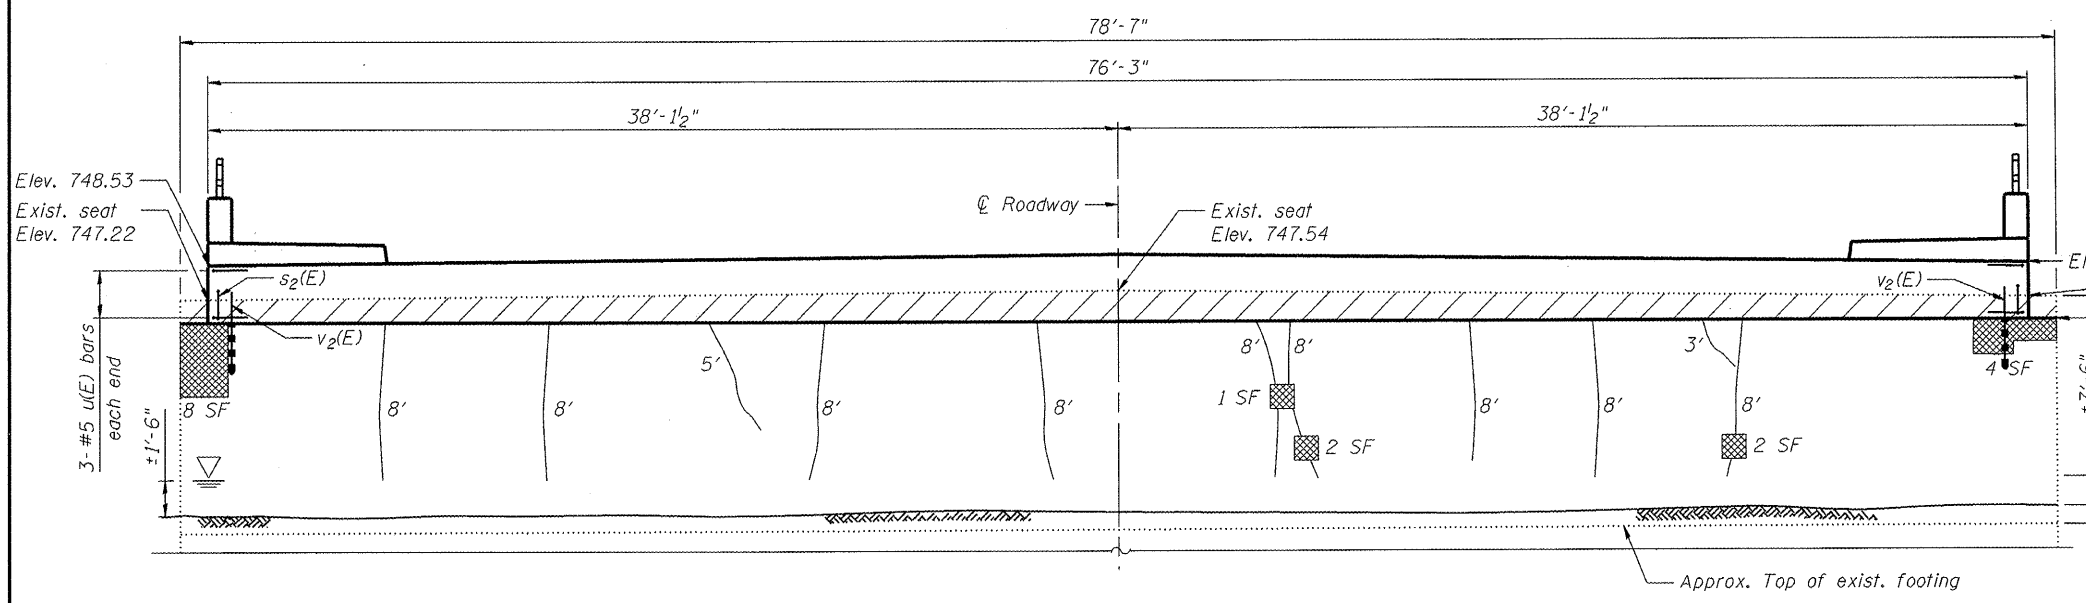 78'-7"
76'-3"
38'-1½"
38'-1½"
Elev. 748.53
Exist. seat
Elev. 747.22
℄ Roadway
Exist. seat
Elev. 747.54
s2(E)
v2(E)
v2(E)
3-#5 u(E) bars
each end
±1'-6"
8 SF
8'
8'
5'
8'
8'
8'
8'
1 SF
2 SF
8'
8'
3'
8'
2 SF
4 SF
Approx. Top of exist. footing